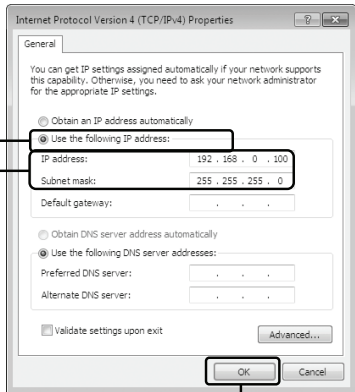 Internet Protocol Version 4 (TCP/IPv4) Properties
General
You can get IP settings assigned automatically if your network supports
this capability. Otherwise, you need to ask your network administrator
for the appropriate IP settings.
Obtain an IP address automatically
Use the following IP address:
IP address: 192 . 168 . 0 . 100
Subnet mask: 255 . 255 . 255 . 0
Default gateway: . . .
Obtain DNS server address automatically
Use the following DNS server addresses:
Preferred DNS server: . . .
Alternate DNS server: . . .
Validate settings upon exit
Advanced...
OK Cancel